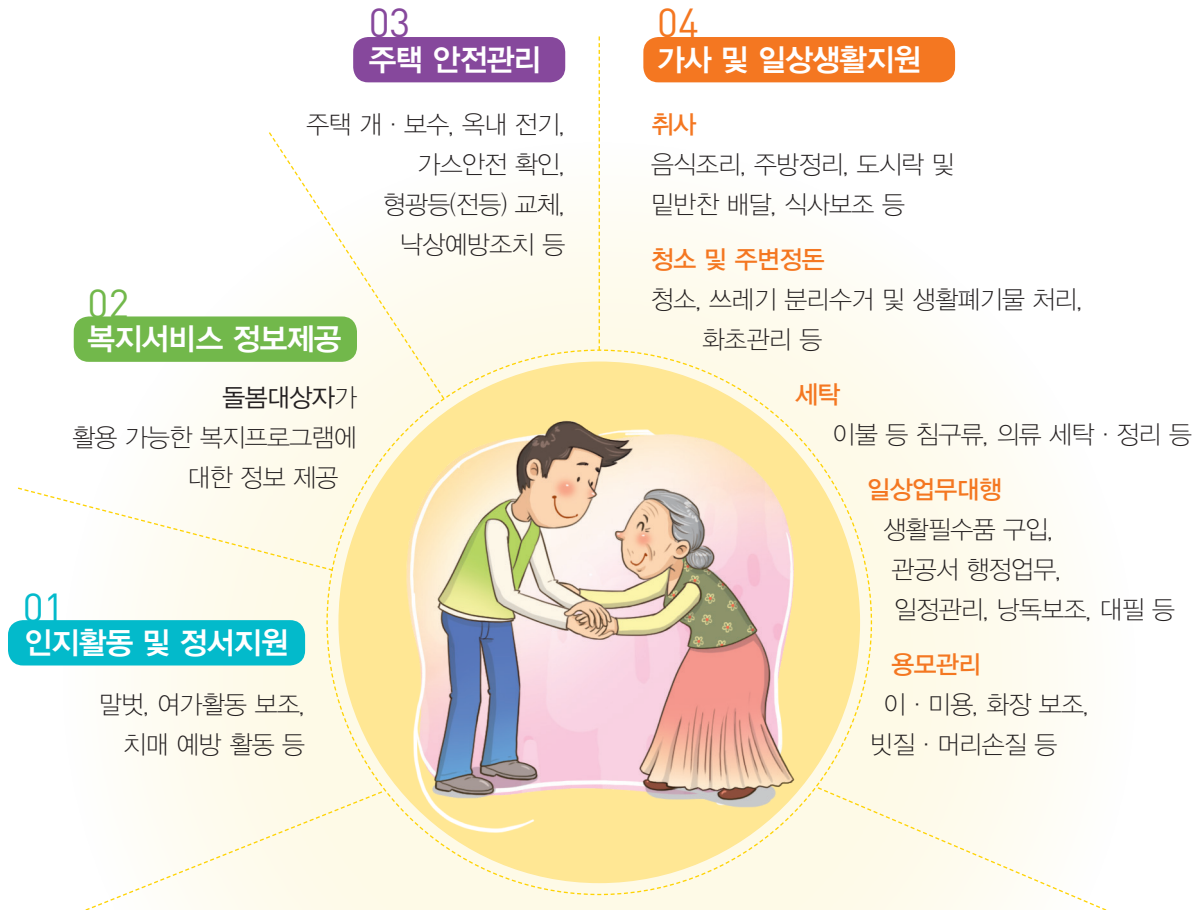 01
인지활동 및 정서지원
말벗, 여가활동 보조,
치매 예방 활동 등
02
복지서비스 정보제공
돌봄대상자가
활용 가능한 복지프로그램에
대한 정보 제공
03
주택 안전관리
주택 개 · 보수, 옥내 전기,
가스안전 확인,
형광등(전등) 교체,
낙상예방조치 등
04
가사 및 일상생활지원
취사
음식조리, 주방정리, 도시락 및
밑반찬 배달, 식사보조 등
청소 및 주변정돈
청소, 쓰레기 분리수거 및 생활폐기물 처리,
화초관리 등
세탁
이불 등 침구류, 의류 세탁 · 정리 등
일상업무대행
생활필수품 구입,
관공서 행정업무,
일정관리, 낭독보조, 대필 등
용모관리
이 · 미용, 화장 보조,
빗질 · 머리손질 등